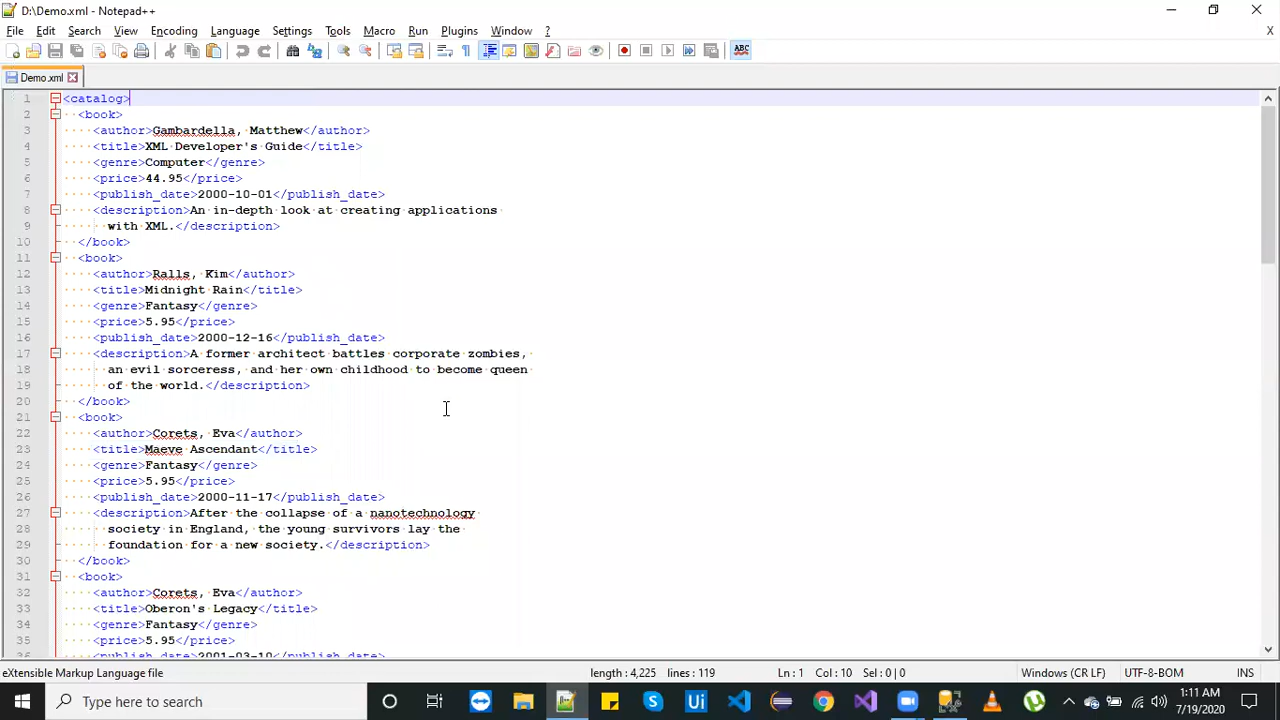 D:\Demo.xml - Notepad++
File Edit Search View Encoding Language Settings Tools Macro Run Plugins Window ? X
ABC
Demo.xml
1 <catalog>
2 <book>
3 <author>Gambardella, Matthew</author>
4 <title>XML Developer's Guide</title>
5 <genre>Computer</genre>
6 <price>44.95</price>
7 <publish_date>2000-10-01</publish_date>
8 <description>An in-depth look at creating applications
9 with XML.</description>
10 </book>
11 <book>
12 <author>Ralls, Kim</author>
13 <title>Midnight Rain</title>
14 <genre>Fantasy</genre>
15 <price>5.95</price>
16 <publish_date>2000-12-16</publish_date>
17 <description>A former architect battles corporate zombies,
18 an evil sorceress, and her own childhood to become queen
19 of the world.</description>
20 </book>
21 <book>
22 <author>Corets, Eva</author>
23 <title>Maeve Ascendant</title>
24 <genre>Fantasy</genre>
25 <price>5.95</price>
26 <publish_date>2000-11-17</publish_date>
27 <description>After the collapse of a nanotechnology
28 society in England, the young survivors lay the
29 foundation for a new society.</description>
30 </book>
31 <book>
32 <author>Corets, Eva</author>
33 <title>Oberon's Legacy</title>
34 <genre>Fantasy</genre>
35 <price>5.95</price>
36 <publish_date>2001-03-10</publish_date>
eXtensible Markup Language file length : 4,225 lines : 119 Ln : 1 Col : 10 Sel : 0 | 0 Windows (CR LF) UTF-8-BOM INS
Type here to search
Ui
1:11 AM
7/19/2020